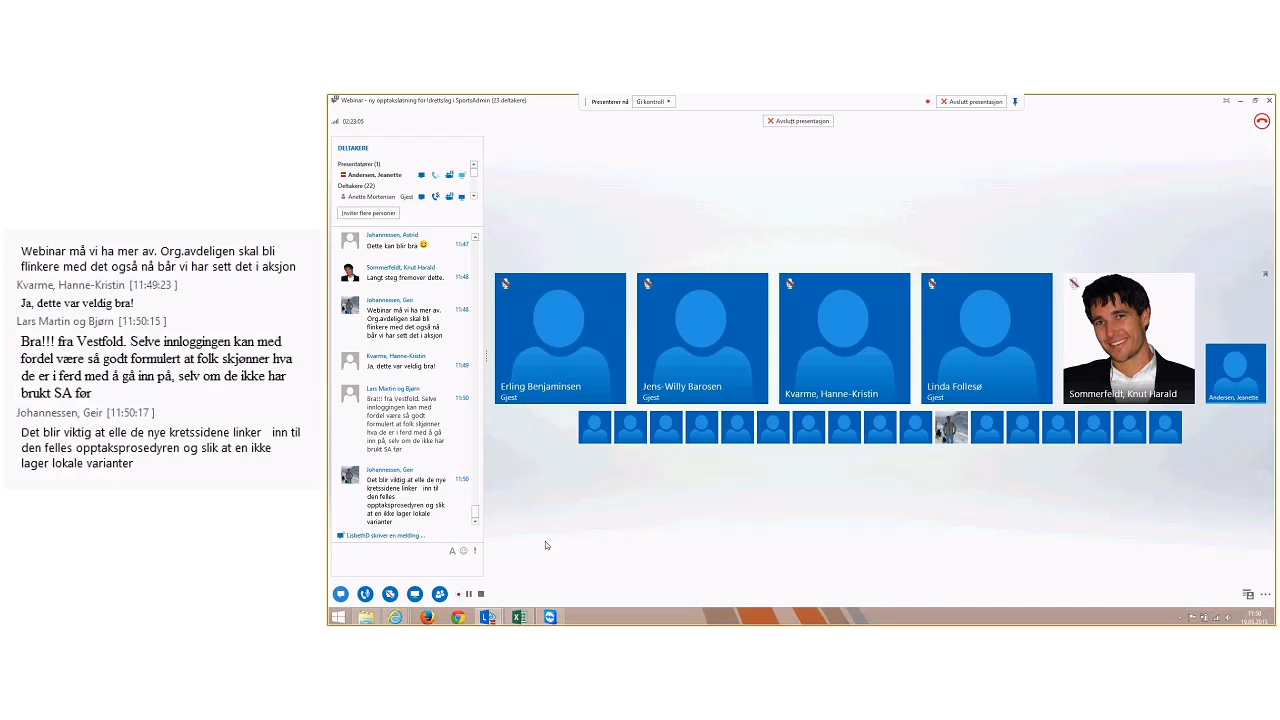 Webinar må vi ha mer av. Org.avdeligen skal bli
flinkere med det også nå bår vi har sett det i aksjon
Kvarme, Hanne-Kristin [11:49:23 ]
Ja, dette var veldig bra!
Lars Martin og Bjørn [11:50:15 ]
Bra!!! fra Vestfold. Selve innloggingen kan med
fordel være så godt formulert at folk skjønner hva
de er i ferd med å gå inn på, selv om de ikke har
brukt SA før
Johannessen, Geir [11:50:17 ]
Det blir viktig at elle de nye kretssidene linker inn til
den felles opptaksprosedyren og slik at en ikke
lager lokale varianter
Webinar - ny opptaksløsning for Idrettslag i SportsAdmin (23 deltakere)
Presenterer nå
Gi kontroll
Avslutt presentasjon
02:23:05
Avslutt presentasjon
DELTAKERE
Presentatører (1)
Andersen, Jeanette
Deltakere (22)
Anette Mortensen Gjest
Inviter flere personer
Johannessen, Astrid
Dette kan blir bra 11:47
Sommerfeldt, Knut Harald
Langt steg fremover dette. 11:48
Johannessen, Geir
Webinar må vi ha mer av. 11:48
Org.avdeligen skal bli
flinkere med det også nå bår
vi har sett det i aksjon
Kvarme, Hanne-Kristin
Ja, dette var veldig bra! 11:49
Lars Martin og Bjørn
Bra!!! fra Vestfold. Selve 11:50
innloggingen kan med
fordel være så godt
formulert at folk skjønner
hva de er i ferd med å gå
inn på, selv om de ikke har
brukt SA før
Johannessen, Geir
Det blir viktig at elle de nye 11:50
kretssidene linker inn til
den felles
opptaksprosedyren og slik
at en ikke lager lokale
varianter
LisbethD skriver en melding ...
A
Erling Benjaminsen
Gjest
Jens-Willy Barosen
Gjest
Kvarme, Hanne-Kristin
Linda Follesø
Gjest
Sommerfeldt, Knut Harald
Andersen, Jeanette
11:50
19.05.2015